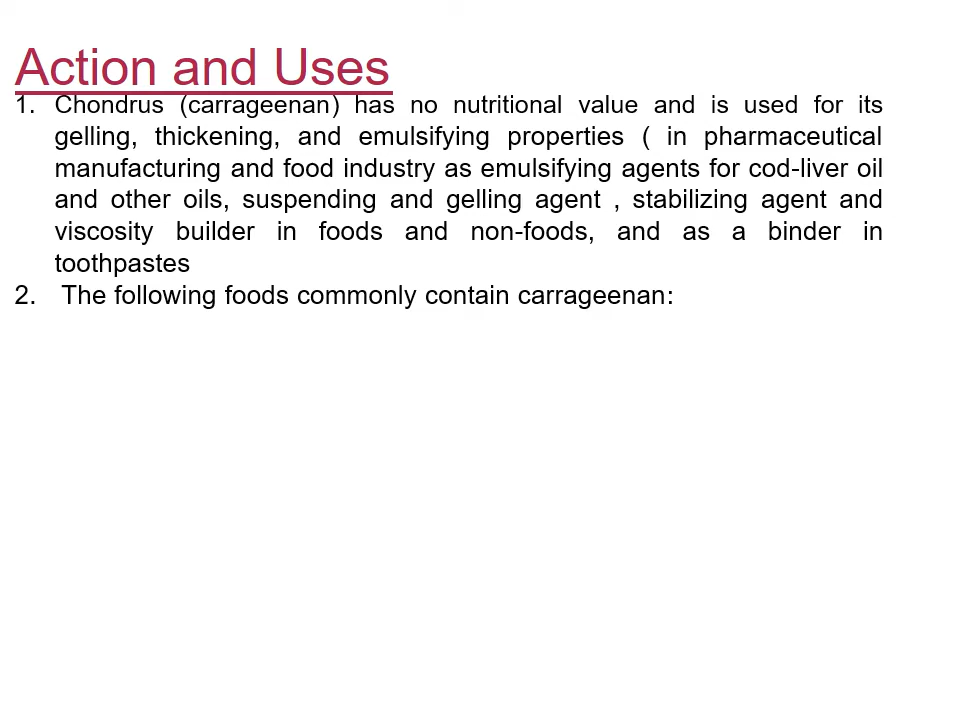 Action and Uses
1. Chondrus (carrageenan) has no nutritional value and is used for its
gelling, thickening, and emulsifying properties ( in pharmaceutical
manufacturing and food industry as emulsifying agents for cod-liver oil
and other oils, suspending and gelling agent , stabilizing agent and
viscosity builder in foods and non-foods, and as a binder in
toothpastes
2. The following foods commonly contain carrageenan: